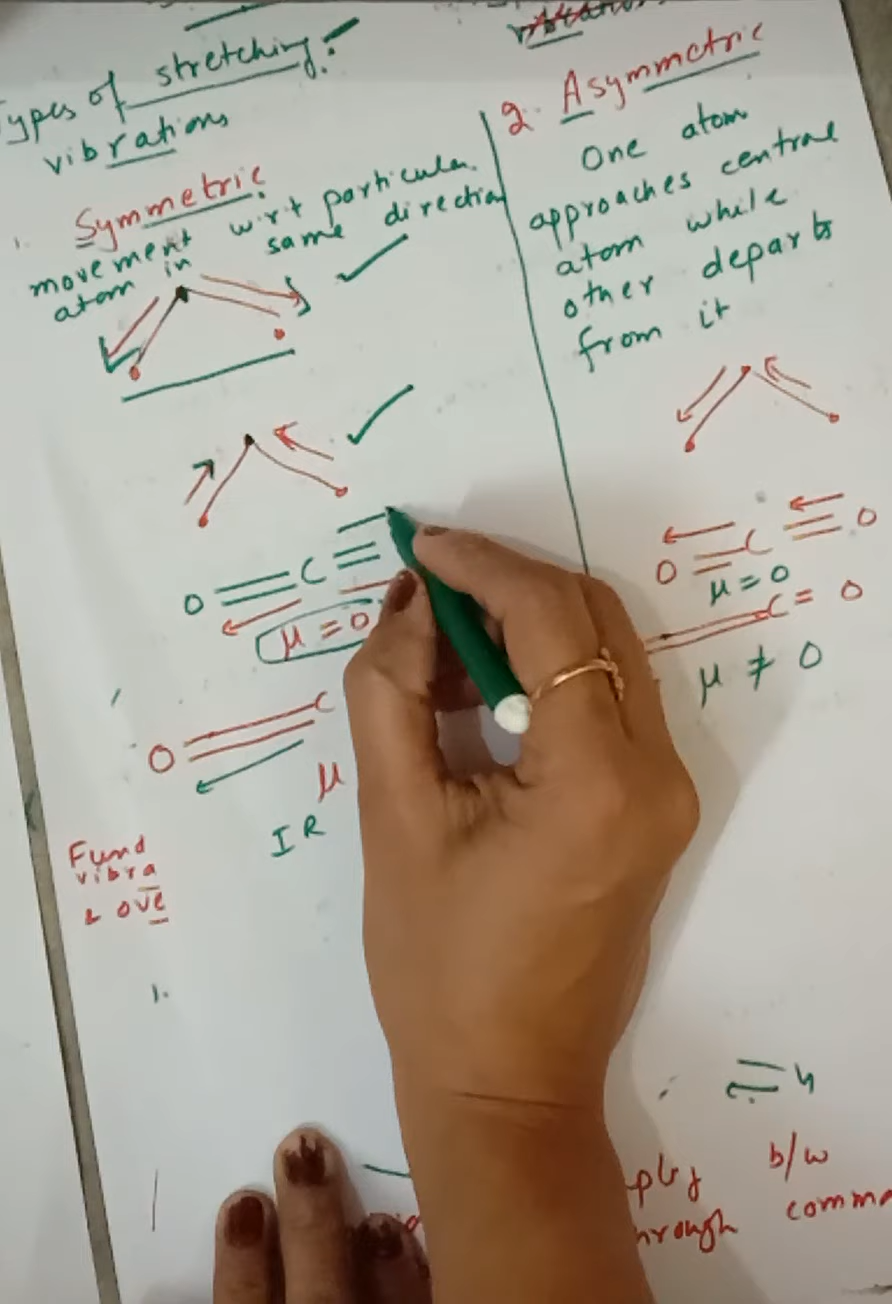 Types of stretching:
vibrations
1. Symmetric
movement w.r.t particular
atom in same direction
O C
μ = 0
O C
μ
IR
Fund
vibra
& ove
1.
2. Asymmetric
One atom
approaches central
atom while
other departs
from it
O C O
μ = 0
C = O
μ ≠ 0
b/w
through